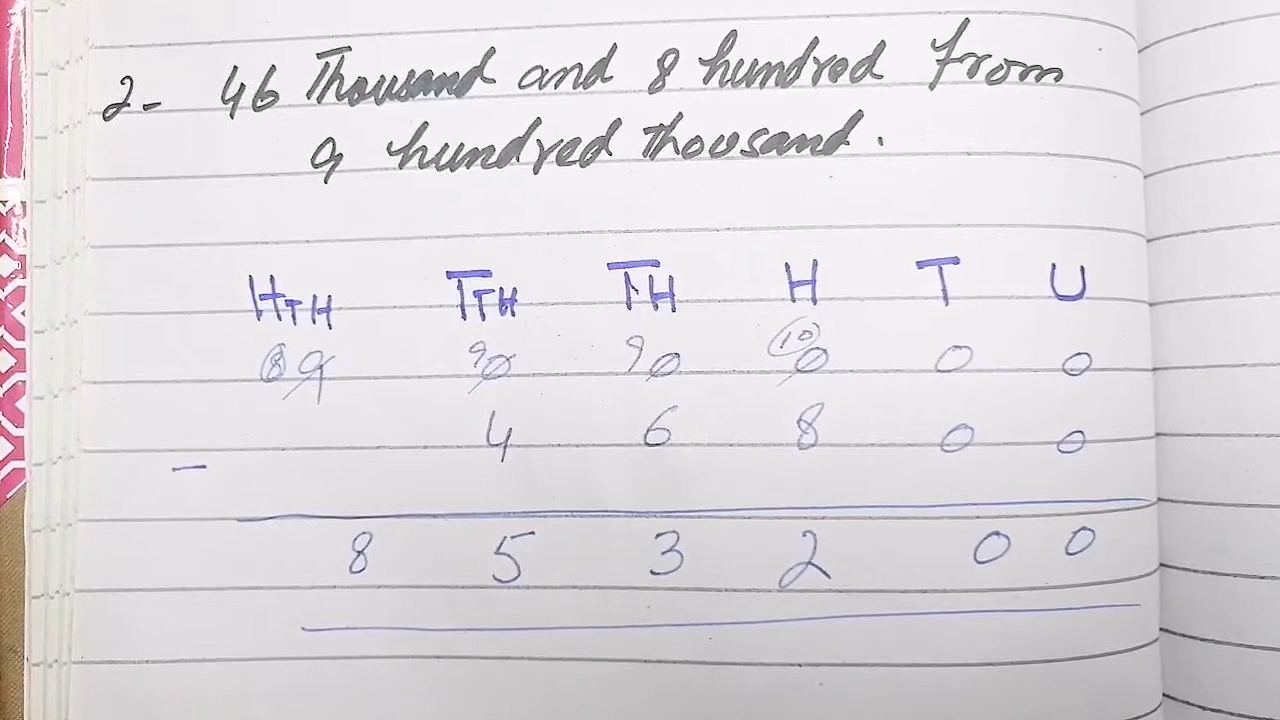 2- 46 Thousand and 8 hundred from
9 hundred thousand.
HTH TTH TH H T U
8 9 9 0 9 0 10 0 0 0
4 6 8 0 0
-
8 5 3 2 0 0